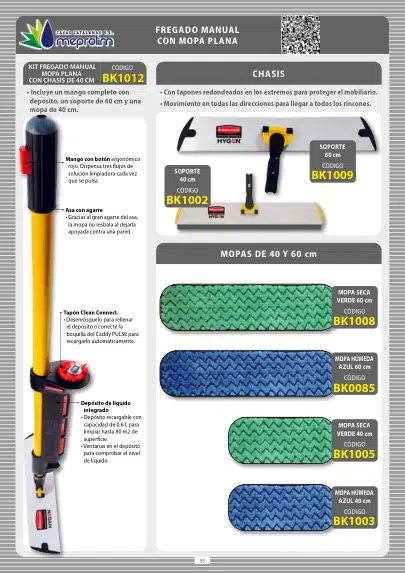 CAYAS CATALANAS S.L.
meprolim
FREGADO MANUAL
CON MOPA PLANA
KIT FREGADO MANUAL
MOPA PLANA
CON CHASIS DE 40 CM
CÓDIGO
BK1012
• Incluye un mango completo con
depósito, un soporte de 40 cm y una
mopa de 40 cm.
Mango con botón ergonómico
rojo. Dispensa tres flujos de
solución limpiadora cada vez
que se pulsa.
Asa con agarre
• Gracias al gran agarre del asa,
la mopa no resbala al dejarla
apoyada contra una pared.
Tapón Clean Connect.
• Desenrósquelo para rellenar
el depósito o conecte la
boquilla del Caddy PULSE para
recargarlo automáticamente.
Depósito de líquido
integrado
• Depósito recargable con
capacidad de 0,6 l. para
limpiar hasta 80 m2 de
superficie.
• Ventanas en el depósito
para comprobar el nivel
de líquido.
CHASIS
• Con tapones redondeados en los extremos para proteger el mobiliario.
• Movimiento en todas las direcciones para llegar a todos los rincones.
Rubbermaid
HYGEN
SOPORTE
60 cm
CÓDIGO
BK1009
SOPORTE
40 cm
CÓDIGO
BK1002
HYGEN
MOPAS DE 40 Y 60 cm
MOPA SECA
VERDE 60 cm
CÓDIGO
BK1008
MOPA HÚMEDA
AZUL 60 cm
CÓDIGO
BK0085
MOPA SECA
VERDE 40 cm
CÓDIGO
BK1005
MOPA HÚMEDA
AZUL 40 cm
CÓDIGO
BK1003
85